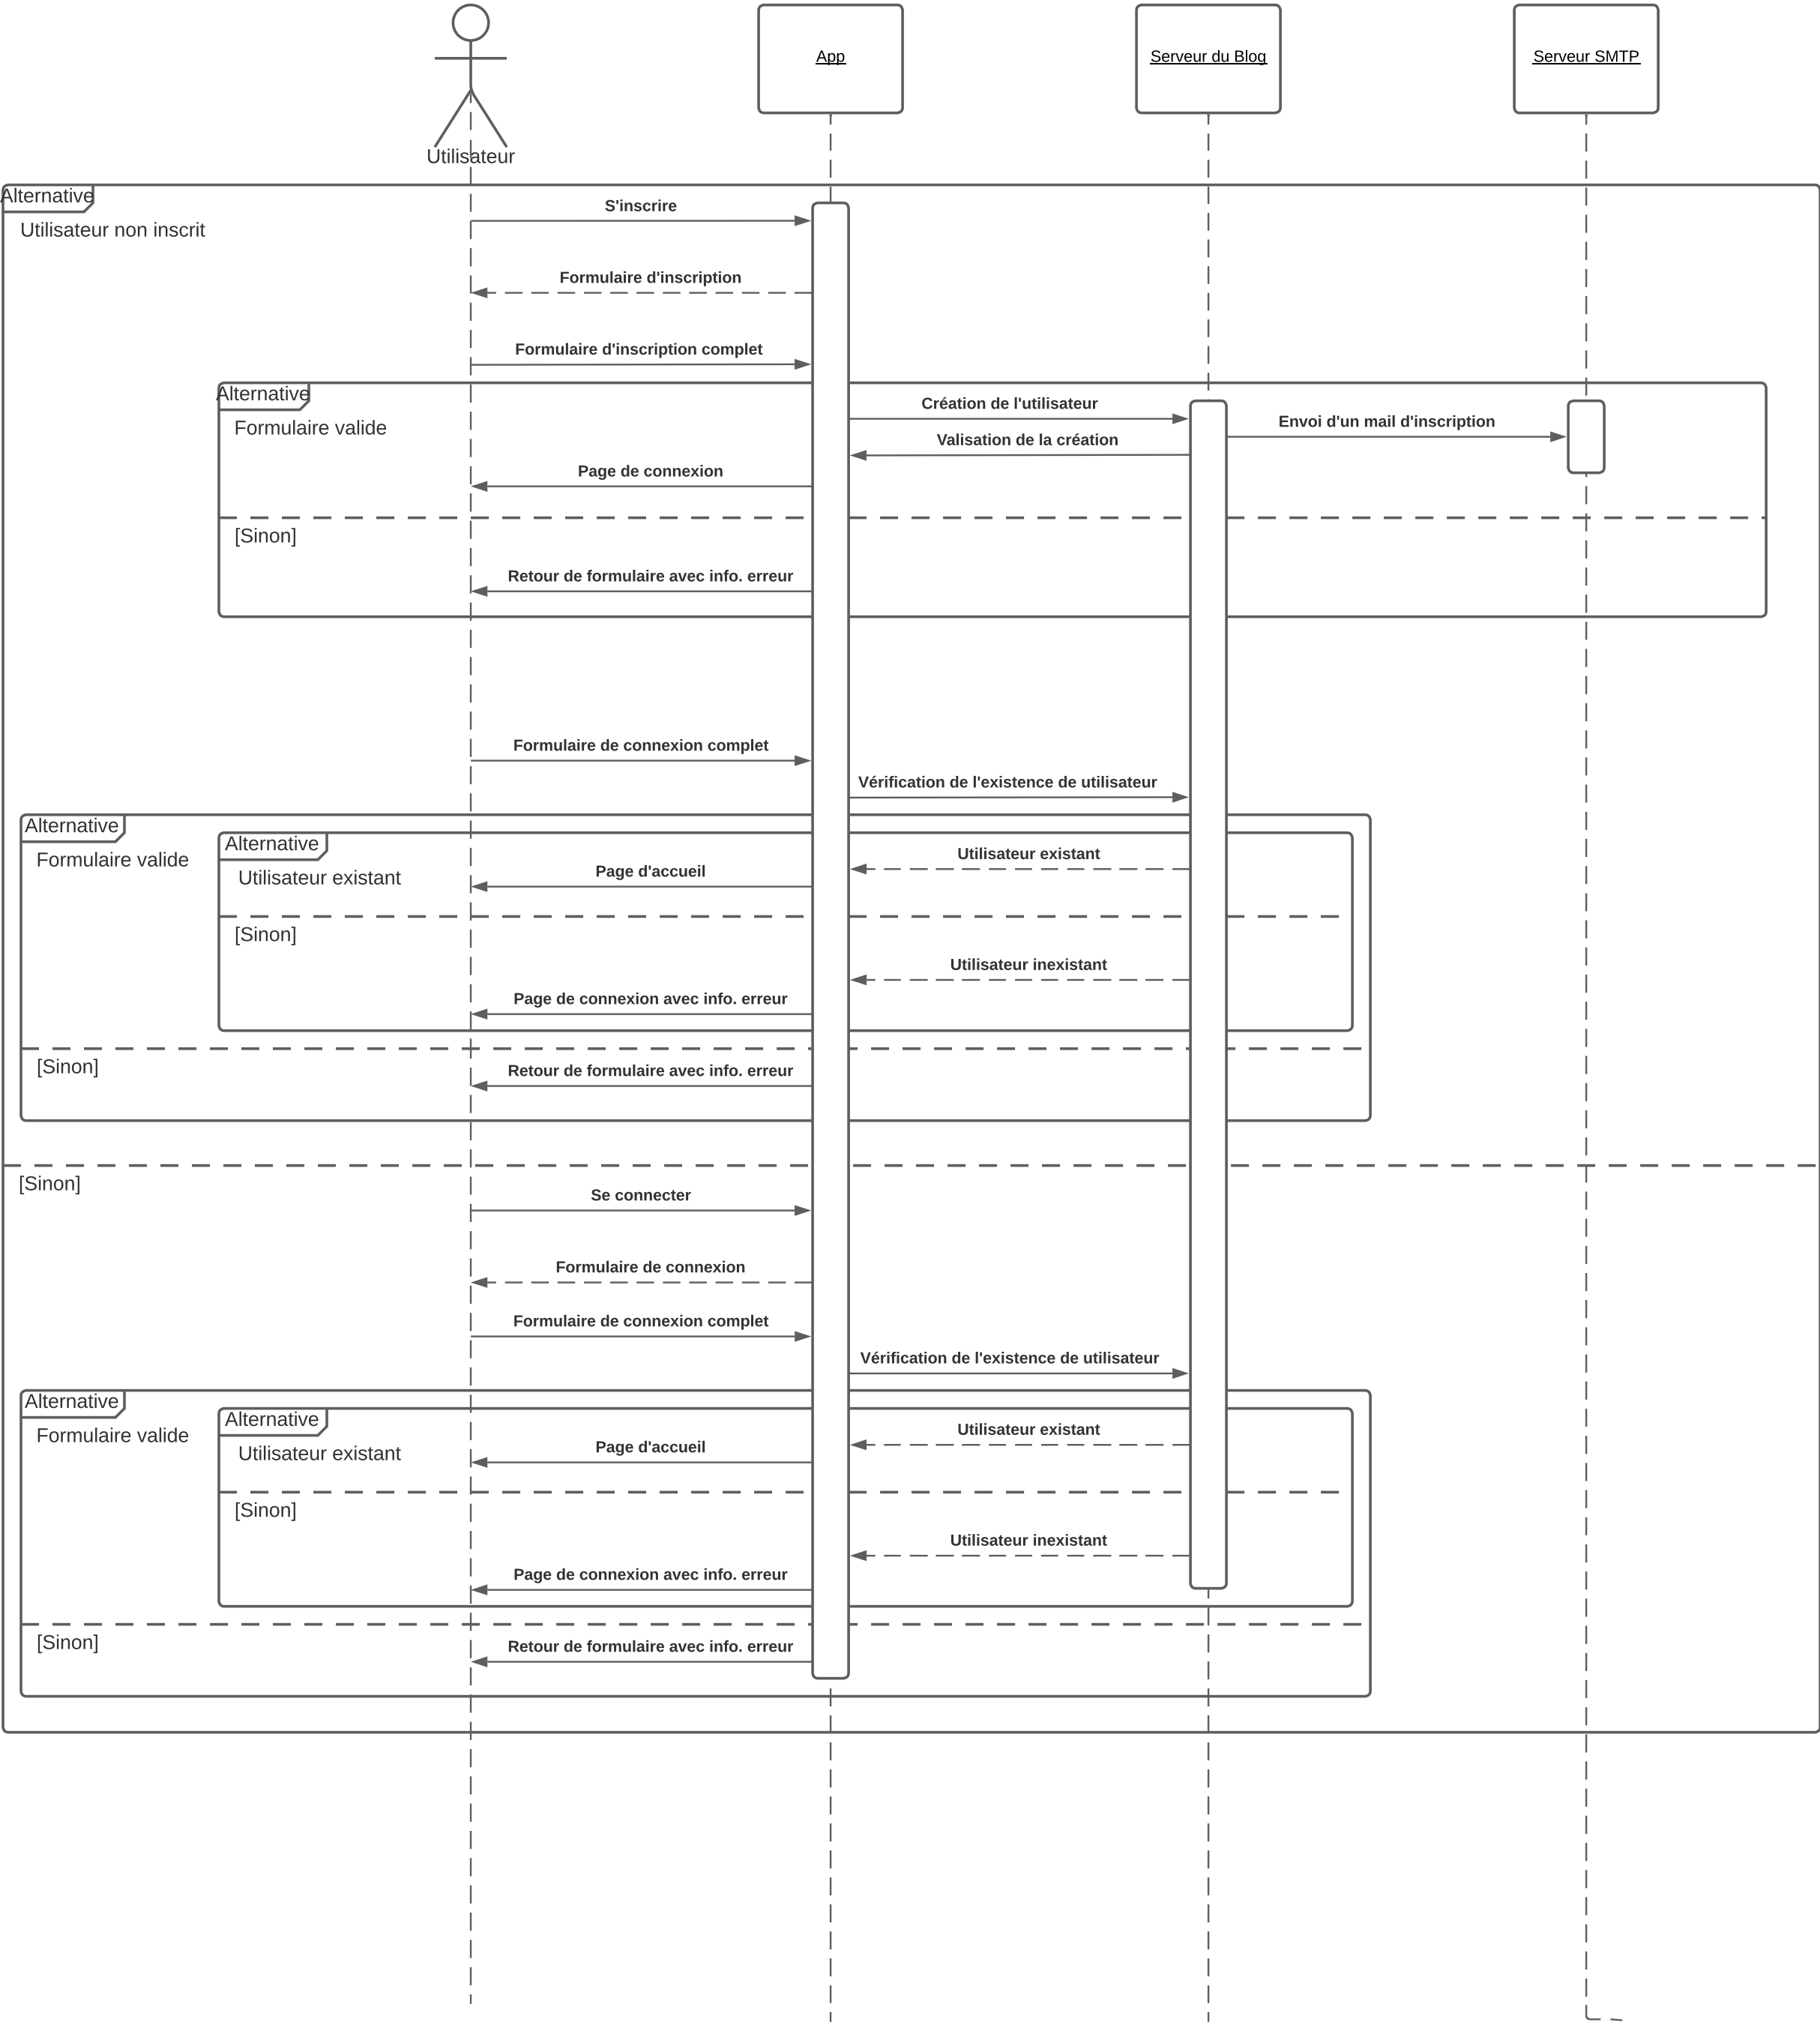 App
Serveur du Blog
Serveur SMTP
Utilisateur
Alternative
S'inscrire
Utilisateur non inscrit
Formulaire d'inscription
Formulaire d'inscription complet
Alternative
Création de l'utilisateur
Envoi d'un mail d'inscription
Formulaire valide
Valisation de la création
Page de connexion
[Sinon]
Retour de formulaire avec info. erreur
Formulaire de connexion complet
Vérification de l'existence de utilisateur
Alternative
Alternative
Utilisateur existant
Formulaire valide
Page d'accueil
Utilisateur existant
[Sinon]
Utilisateur inexistant
Page de connexion avec info. erreur
[Sinon]
Retour de formulaire avec info. erreur
[Sinon]
Se connecter
Formulaire de connexion
Formulaire de connexion complet
Vérification de l'existence de utilisateur
Alternative
Alternative
Utilisateur existant
Formulaire valide
Page d'accueil
Utilisateur existant
[Sinon]
Utilisateur inexistant
Page de connexion avec info. erreur
[Sinon]
Retour de formulaire avec info. erreur